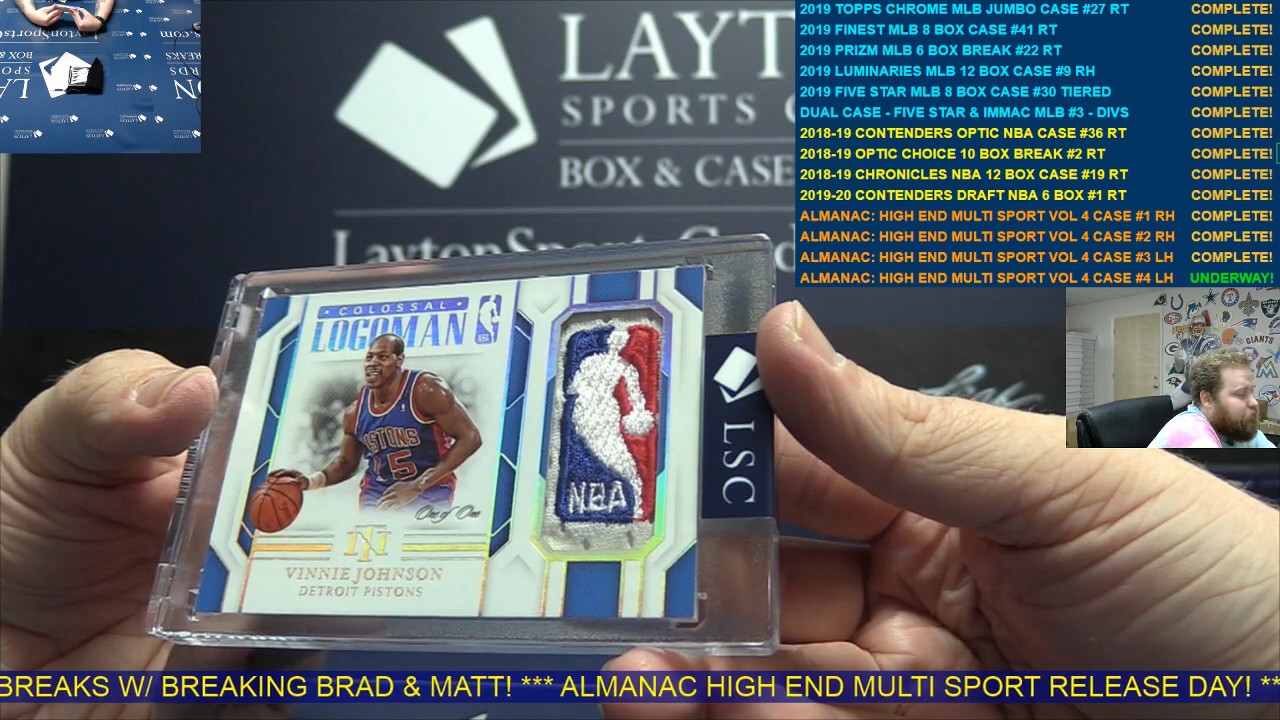 LAYT
SPORTS C
BOX & CASE
LaytonSport
2019 TOPPS CHROME MLB JUMBO CASE #27 RT COMPLETE!
2019 FINEST MLB 8 BOX CASE #41 RT COMPLETE!
2019 PRIZM MLB 6 BOX BREAK #22 RT COMPLETE!
2019 LUMINARIES MLB 12 BOX CASE #9 RH COMPLETE!
2019 FIVE STAR MLB 8 BOX CASE #30 TIERED COMPLETE!
DUAL CASE - FIVE STAR & IMMAC MLB #3 - DIVS COMPLETE!
2018-19 CONTENDERS OPTIC NBA CASE #36 RT COMPLETE!
2018-19 OPTIC CHOICE 10 BOX BREAK #2 RT COMPLETE!
2018-19 CHRONICLES NBA 12 BOX CASE #19 RT COMPLETE!
2019-20 CONTENDERS DRAFT NBA 6 BOX #1 RT COMPLETE!
ALMANAC: HIGH END MULTI SPORT VOL 4 CASE #1 RH COMPLETE!
ALMANAC: HIGH END MULTI SPORT VOL 4 CASE #2 RH COMPLETE!
ALMANAC: HIGH END MULTI SPORT VOL 4 CASE #3 LH COMPLETE!
ALMANAC: HIGH END MULTI SPORT VOL 4 CASE #4 LH UNDERWAY!
COLOSSAL
LOGOMAN
NBA
PISTONS
15
One of One
VINNIE JOHNSON
DETROIT PISTONS
NBA
LSC
GIANTS
BREAKS W/ BREAKING BRAD & MATT! *** ALMANAC HIGH END MULTI SPORT RELEASE DAY! **